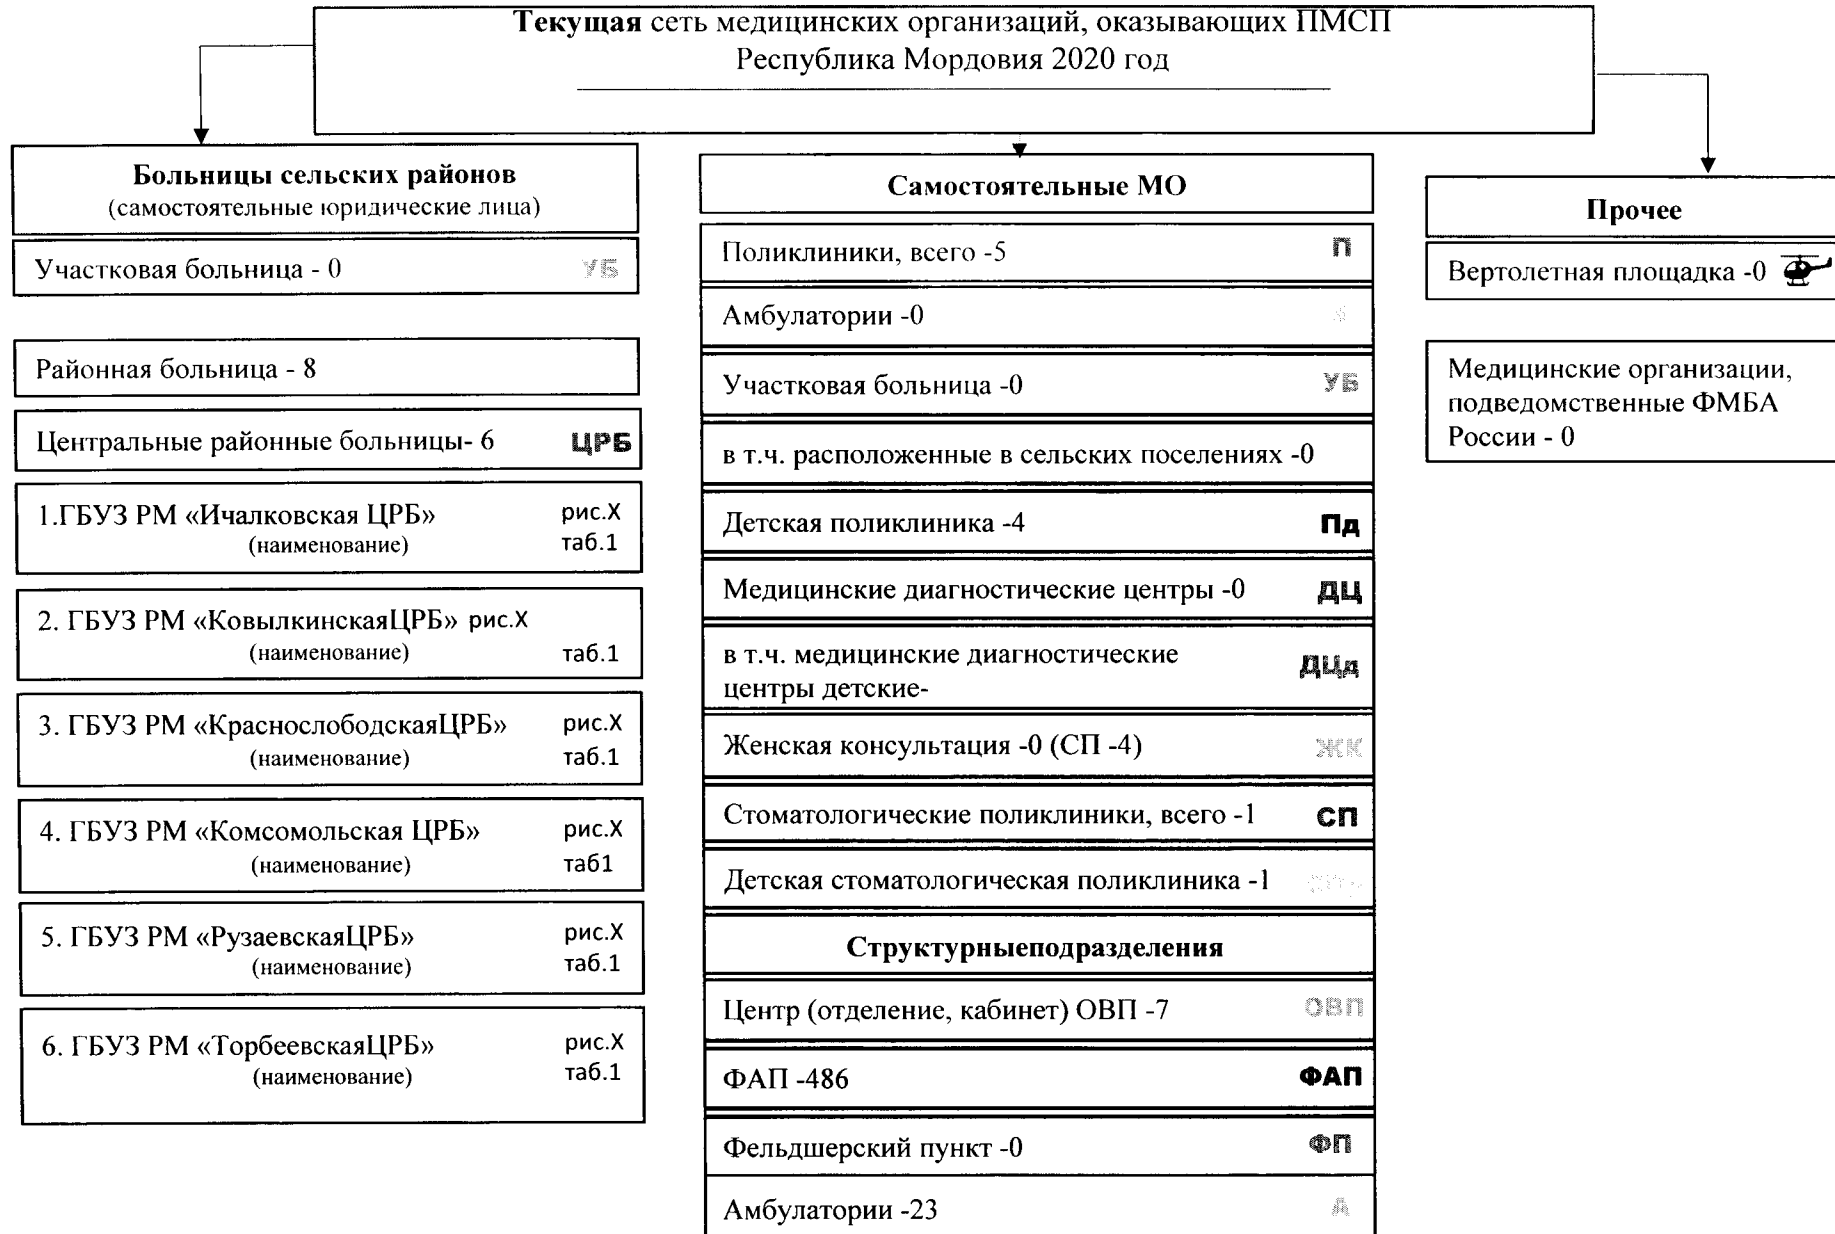 Текущая сеть медицинских организаций, оказывающих ПМСП
Республика Мордовия 2020 год
Больницы сельских районов
(самостоятельные юридические лица)
Участковая больница - 0 УБ
Районная больница - 8
Центральные районные больницы- 6 ЦРБ
1.ГБУЗ РМ «Ичалковская ЦРБ» рис.Х
(наименование) таб.1
2. ГБУЗ РМ «КовылкинскаяЦРБ» рис.Х
(наименование) таб.1
3. ГБУЗ РМ «КраснослободскаяЦРБ» рис.Х
(наименование) таб.1
4. ГБУЗ РМ «Комсомольская ЦРБ» рис.Х
(наименование) таб1
5. ГБУЗ РМ «РузаевскаяЦРБ» рис.Х
(наименование) таб.1
6. ГБУЗ РМ «ТорбеевскаяЦРБ» рис.Х
(наименование) таб.1
Самостоятельные МО
Поликлиники, всего -5 П
Амбулатории -0
Участковая больница -0 УБ
в т.ч. расположенные в сельских поселениях -0
Детская поликлиника -4 Пд
Медицинские диагностические центры -0 ДЦ
в т.ч. медицинские диагностические ДЦд
центры детские-
Женская консультация -0 (СП -4) ЖК
Стоматологические поликлиники, всего -1 СП
Детская стоматологическая поликлиника -1
Структурныеподразделения
Центр (отделение, кабинет) ОВП -7 ОВП
ФАП -486 ФАП
Фельдшерский пункт -0 ФП
Амбулатории -23 А
Прочее
Вертолетная площадка -0
Медицинские организации,
подведомственные ФМБА
России - 0